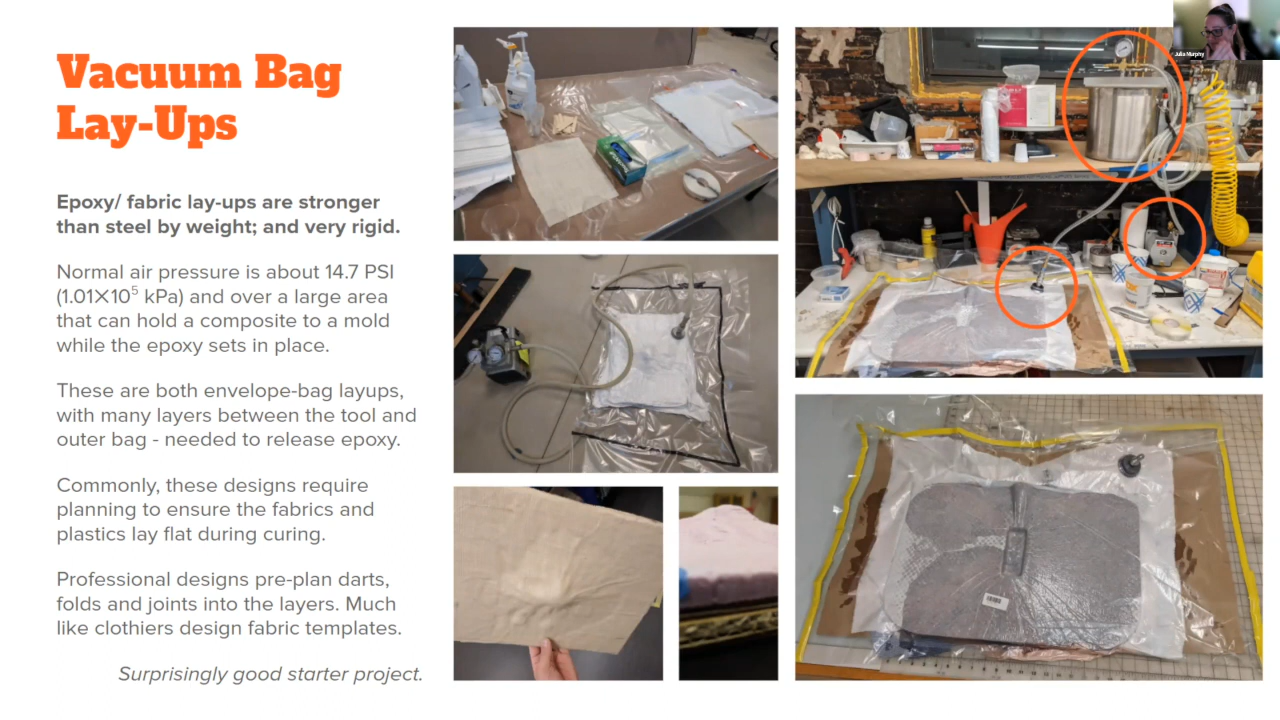 Vacuum Bag
Lay-Ups
Epoxy/ fabric lay-ups are stronger
than steel by weight; and very rigid.
Normal air pressure is about 14.7 PSI
(1.01X10⁵ kPa) and over a large area
that can hold a composite to a mold
while the epoxy sets in place.
These are both envelope-bag layups,
with many layers between the tool and
outer bag - needed to release epoxy.
Commonly, these designs require
planning to ensure the fabrics and
plastics lay flat during curing.
Professional designs pre-plan darts,
folds and joints into the layers. Much
like clothiers design fabric templates.
Surprisingly good starter project.
Julia Murphy